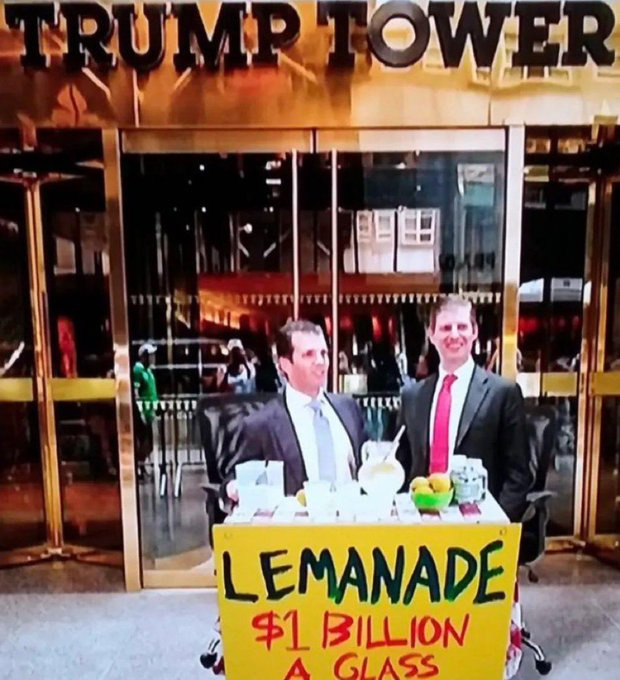 TRUMP TOWER
LEMANADE
$1 BILLION
A GLASS